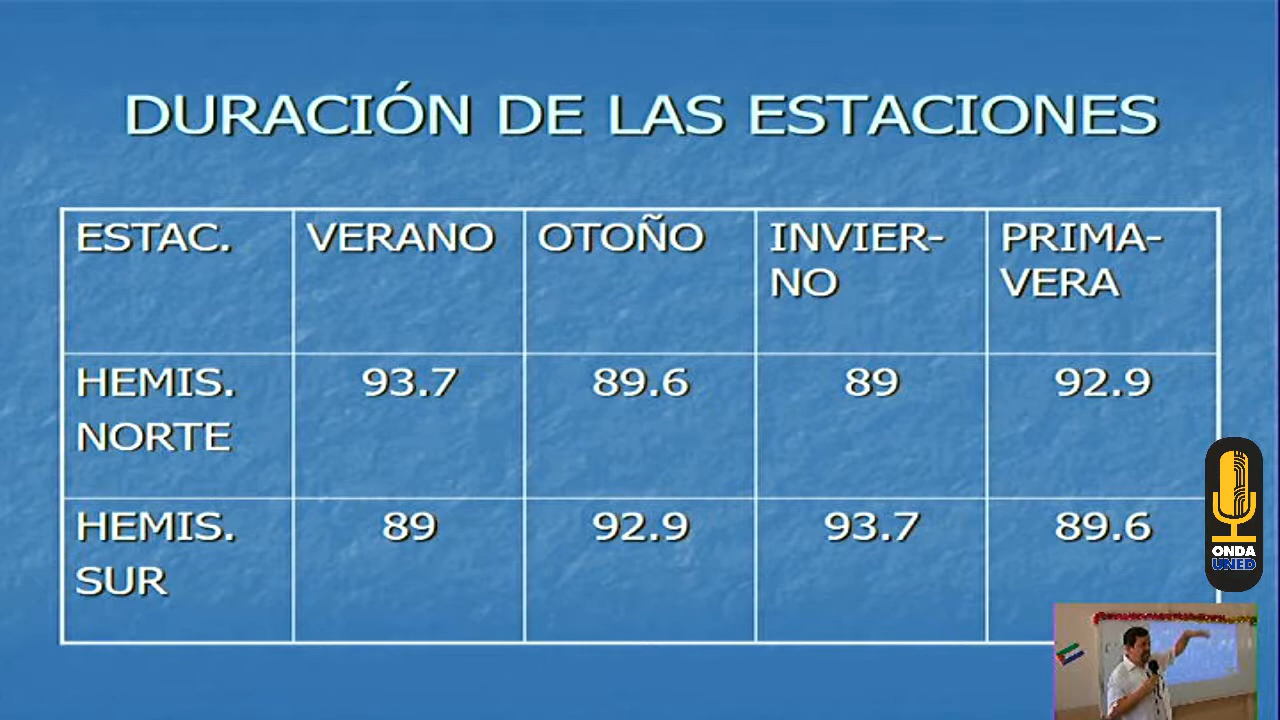 DURACIÓN DE LAS ESTACIONES
ESTAC. VERANO OTOÑO INVIER- PRIMA-
NO VERA
HEMIS. 93.7 89.6 89 92.9
NORTE
HEMIS. 89 92.9 93.7 89.6
SUR
ONDA
UNED